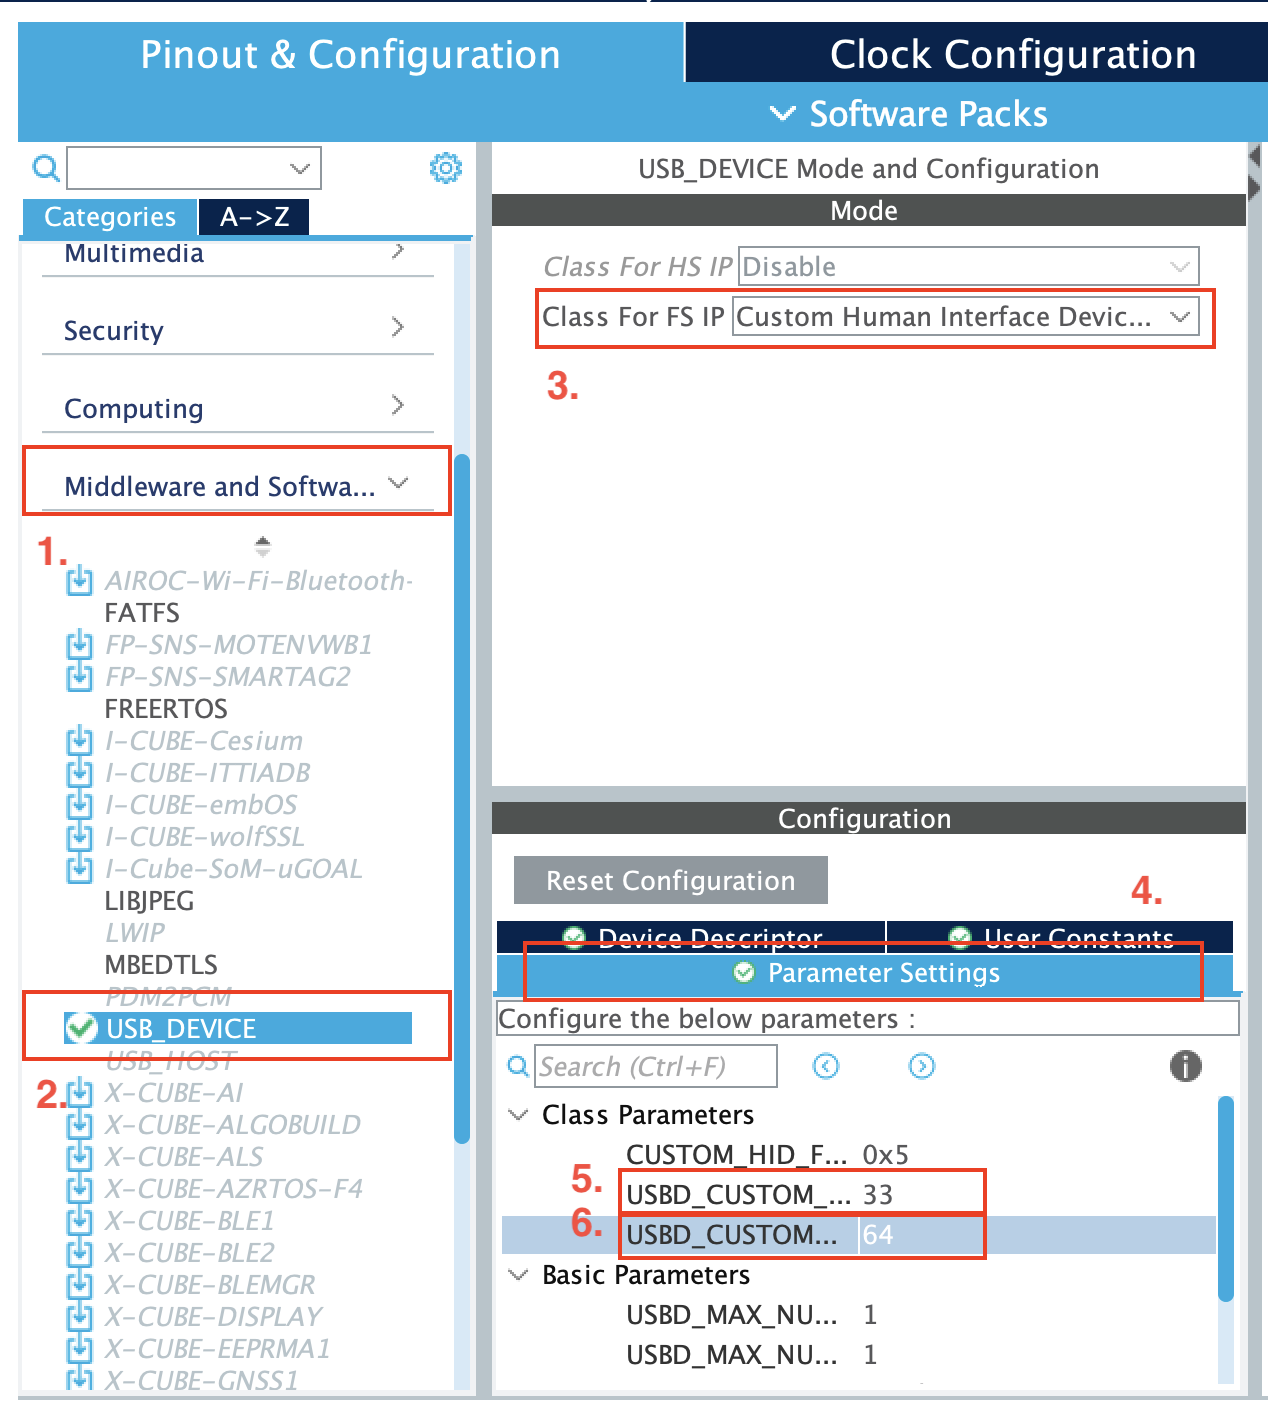 Pinout & Configuration
Clock Configuration
Software Packs
Categories
A->Z
Multimedia
Security
Computing
Middleware and Softwa...
1.
AIROC-Wi-Fi-Bluetooth-
FATFS
FP-SNS-MOTENVWB1
FP-SNS-SMARTAG2
FREERTOS
I-CUBE-Cesium
I-CUBE-ITTIADB
I-CUBE-embOS
I-CUBE-wolfSSL
I-Cube-SoM-uGOAL
LIBJPEG
LWIP
MBEDTLS
PDM2PCM
USB_DEVICE
USB_HOST
2.
X-CUBE-AI
X-CUBE-ALGOBUILD
X-CUBE-ALS
X-CUBE-AZRTOS-F4
X-CUBE-BLE1
X-CUBE-BLE2
X-CUBE-BLEMGR
X-CUBE-DISPLAY
X-CUBE-EEPRMA1
X-CUBE-GNSS1
USB_DEVICE Mode and Configuration
Mode
Class For HS IP Disable
Class For FS IP Custom Human Interface Devic...
3.
Configuration
Reset Configuration
4.
Device Descriptor
User Constants
Parameter Settings
Configure the below parameters :
Search (Ctrl+F)
Class Parameters
CUSTOM_HID_F... 0x5
5.
USBD_CUSTOM_... 33
6.
USBD_CUSTOM... 64
Basic Parameters
USBD_MAX_NU... 1
USBD_MAX_NU... 1